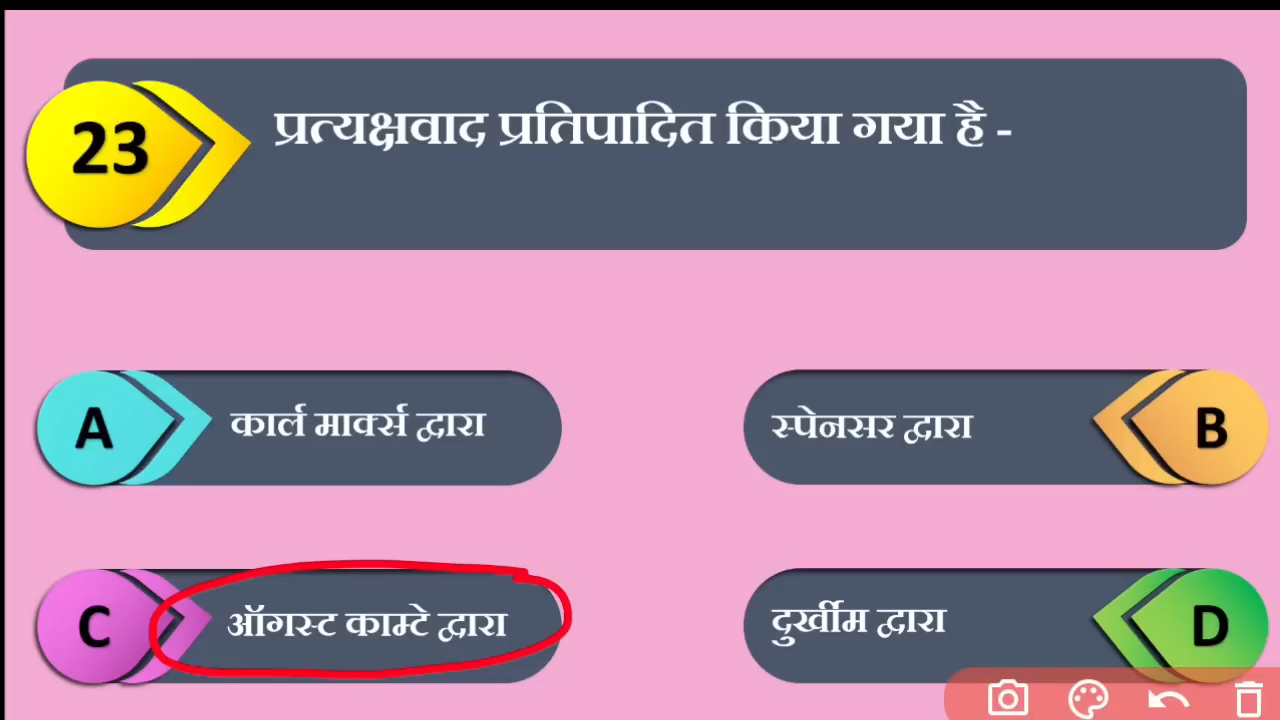 23
प्रत्यक्षवाद प्रतिपादित किया गया है -
A
कार्ल मार्क्स द्वारा
स्पेनसर द्वारा
B
C
ऑगस्ट काम्टे द्वारा
दुर्खीम द्वारा
D